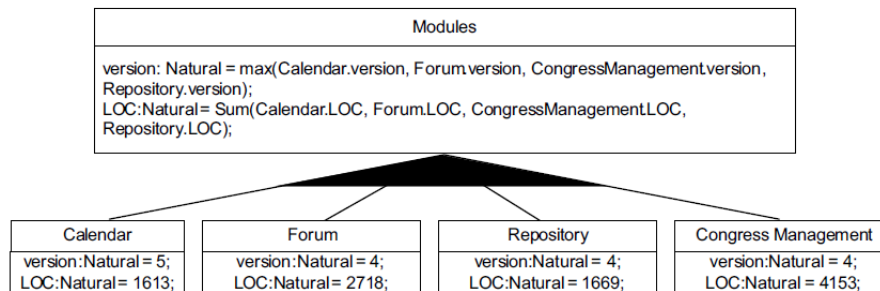 Modules
version: Natural = max(Calendar.version, Forum.version, CongressManagement.version,
Repository.version);
LOC:Natural= Sum(Calendar.LOC, Forum.LOC, CongressManagement.LOC,
Repository.LOC);
Calendar
version:Natural = 5;
LOC:Natural= 1613;
Forum
version:Natural = 4;
LOC:Natural= 2718;
Repository
version:Natural = 4;
LOC:Natural= 1669;
Congress Management
version:Natural = 4;
LOC:Natural= 4153;